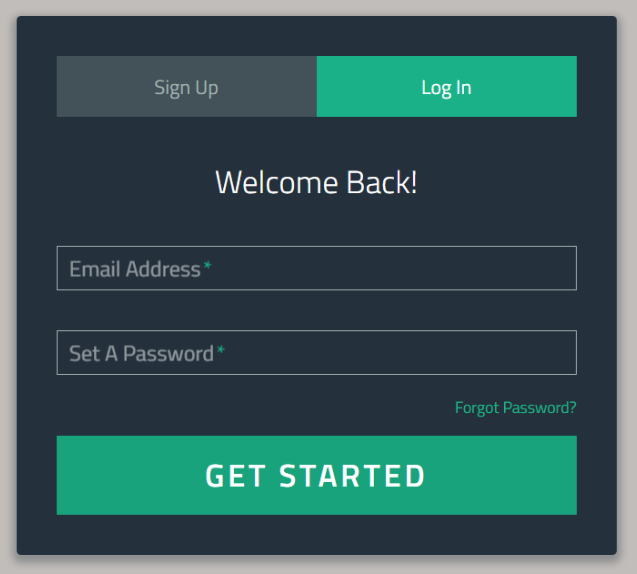 Sign Up
Log In
Welcome Back!
Email Address*
Set A Password*
Forgot Password?
GET STARTED